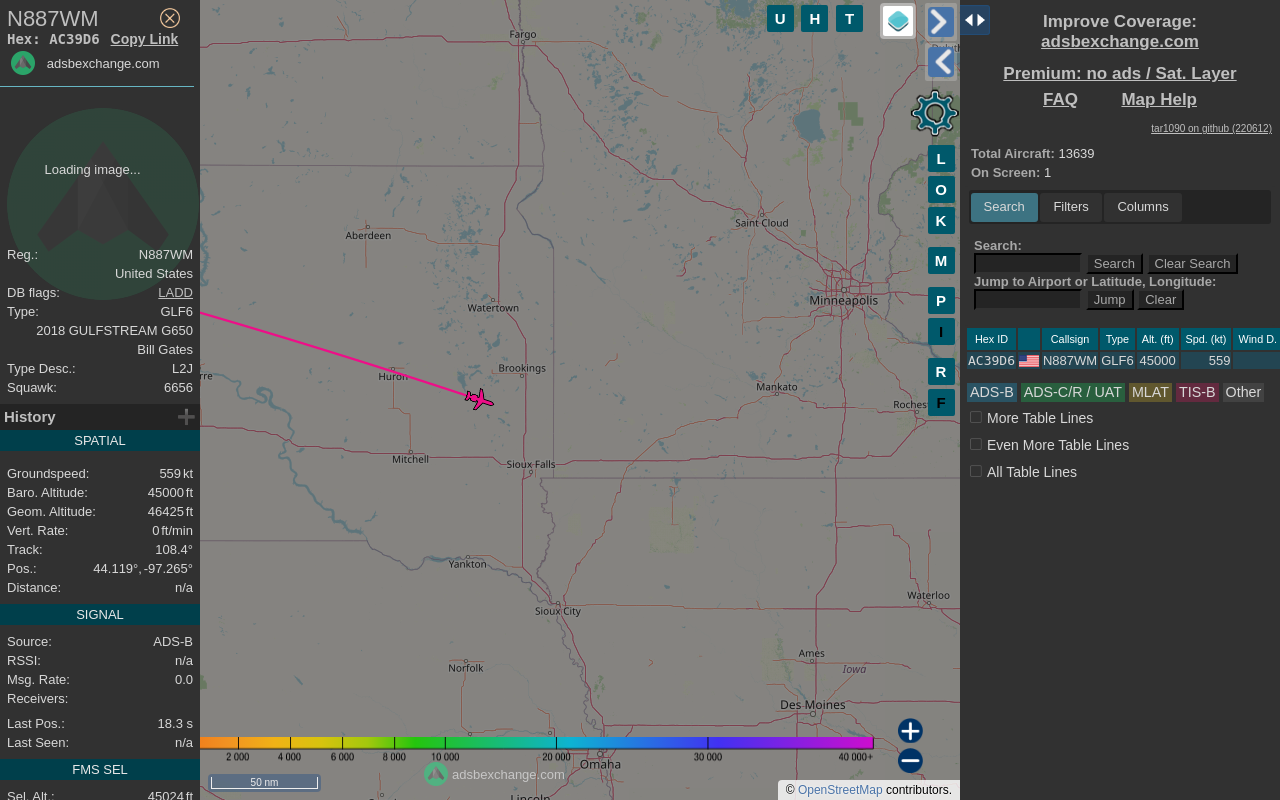 N887WM
Hex: AC39D6 Copy Link
adsbexchange.com
Loading image...
Reg.: N887WM
United States
DB flags: LADD
Type: GLF6
2018 GULFSTREAM G650
Bill Gates
Type Desc.: L2J
Squawk: 6656
History
SPATIAL
Groundspeed: 559 kt
Baro. Altitude: 45000 ft
Geom. Altitude: 46425 ft
Vert. Rate: 0 ft/min
Track: 108.4°
Pos.: 44.119°, -97.265°
Distance: n/a
SIGNAL
Source: ADS-B
RSSI: n/a
Msg. Rate: 0.0
Receivers:
Last Pos.: 18.3 s
Last Seen: n/a
FMS SEL
Sel. Alt.: 45024 ft
U H T
Fargo
L
O
K
M
P
I
R
F
Saint Cloud
Aberdeen
Minneapolis
Watertown
Huron
Brookings
Mankato
Mitchell
Sioux Falls
Yankton
Waterloo
Sioux City
Ames
Norfolk
Iowa
Des Moines
2 000 4 000 6 000 8 000 10 000 20 000 30 000 40 000+
Omaha
adsbexchange.com
50 nm
Lincoln
© OpenStreetMap contributors.
Improve Coverage:
adsbexchange.com
Premium: no ads / Sat. Layer
FAQ Map Help
tar1090 on github (220612)
Total Aircraft: 13639
On Screen: 1
Search Filters Columns
Search:
Search Clear Search
Jump to Airport or Latitude, Longitude:
Jump Clear
Hex ID Callsign Type Alt. (ft) Spd. (kt) Wind D.
AC39D6 N887WM GLF6 45000 559
ADS-B ADS-C/R / UAT MLAT TIS-B Other
More Table Lines
Even More Table Lines
All Table Lines